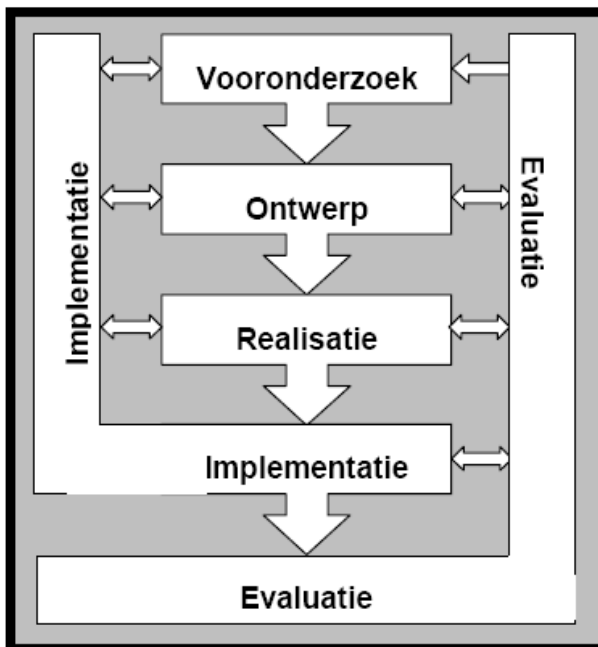 Vooronderzoek
Ontwerp
Realisatie
Implementatie
Evaluatie
Implementatie
Evaluatie